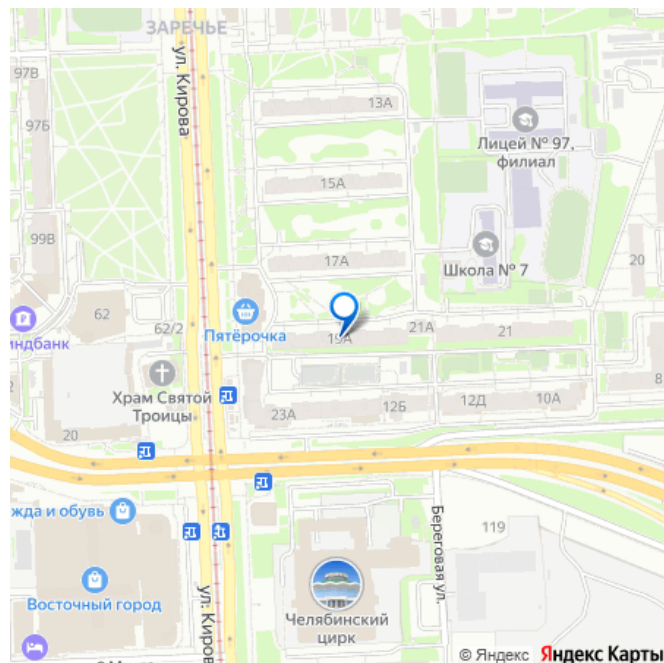 ЗАРЕЧЬЕ
ул. Кирова
97В
97Б
13А
Лицей № 97,
филиал
15А
99В
17А
Школа № 7
20
62
62/2
Пятёрочка
индбанк
19А
21А
21
Храм Святой
Троицы
8
20
23А
12Б
12Д
10А
жда и обувь
Береговая ул.
119
Восточный город
ул. Киров
Челябинский
цирк
© Яндекс Яндекс Карты